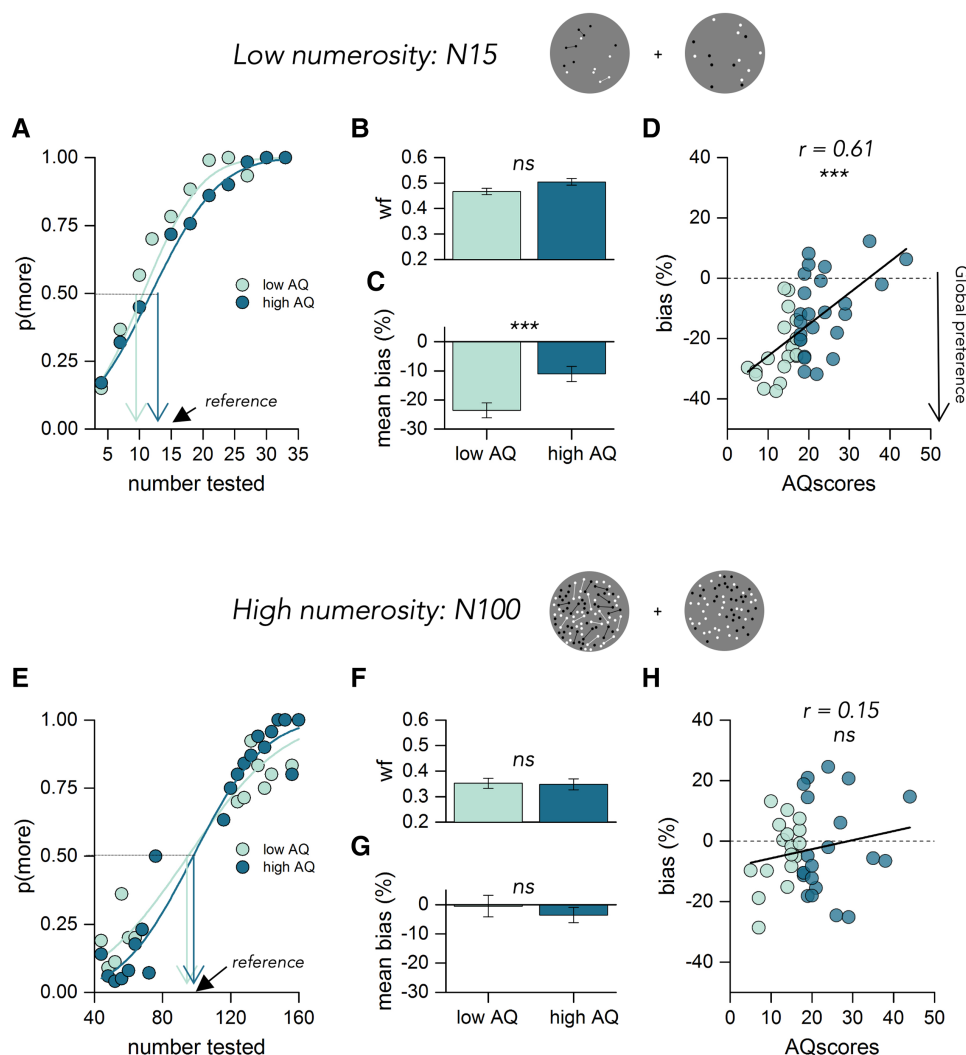 Low numerosity: N15
+
A
1.00
0.75
0.50
0.25
0.00
p(more)
low AQ
high AQ
reference
5 10 15 20 25 30 35
number tested
B
0.6
0.5
0.4
0.3
0.2
wf
ns
C
0
-10
-20
-30
mean bias (%)
***
low AQ high AQ
D
r = 0.61
***
40
20
0
-20
-40
bias (%)
Global preference
0 10 20 30 40 50
AQscores
High numerosity: N100
+
E
1.00
0.75
0.50
0.25
0.00
p(more)
low AQ
high AQ
reference
40 80 120 160
number tested
F
0.6
0.5
0.4
0.3
0.2
wf
ns
G
0
-10
-20
-30
mean bias (%)
ns
low AQ high AQ
H
r = 0.15
ns
40
20
0
-20
-40
bias (%)
0 10 20 30 40 50
AQscores